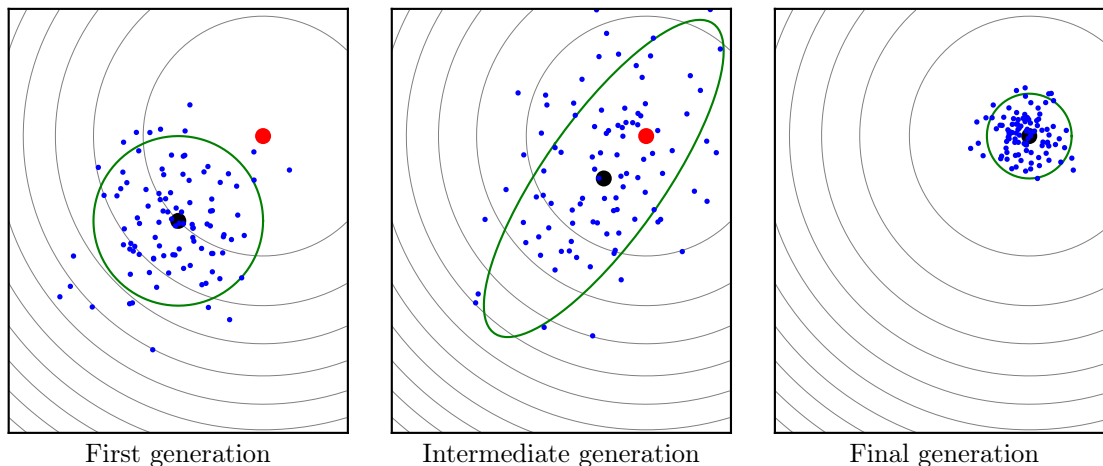 First generation
Intermediate generation
Final generation